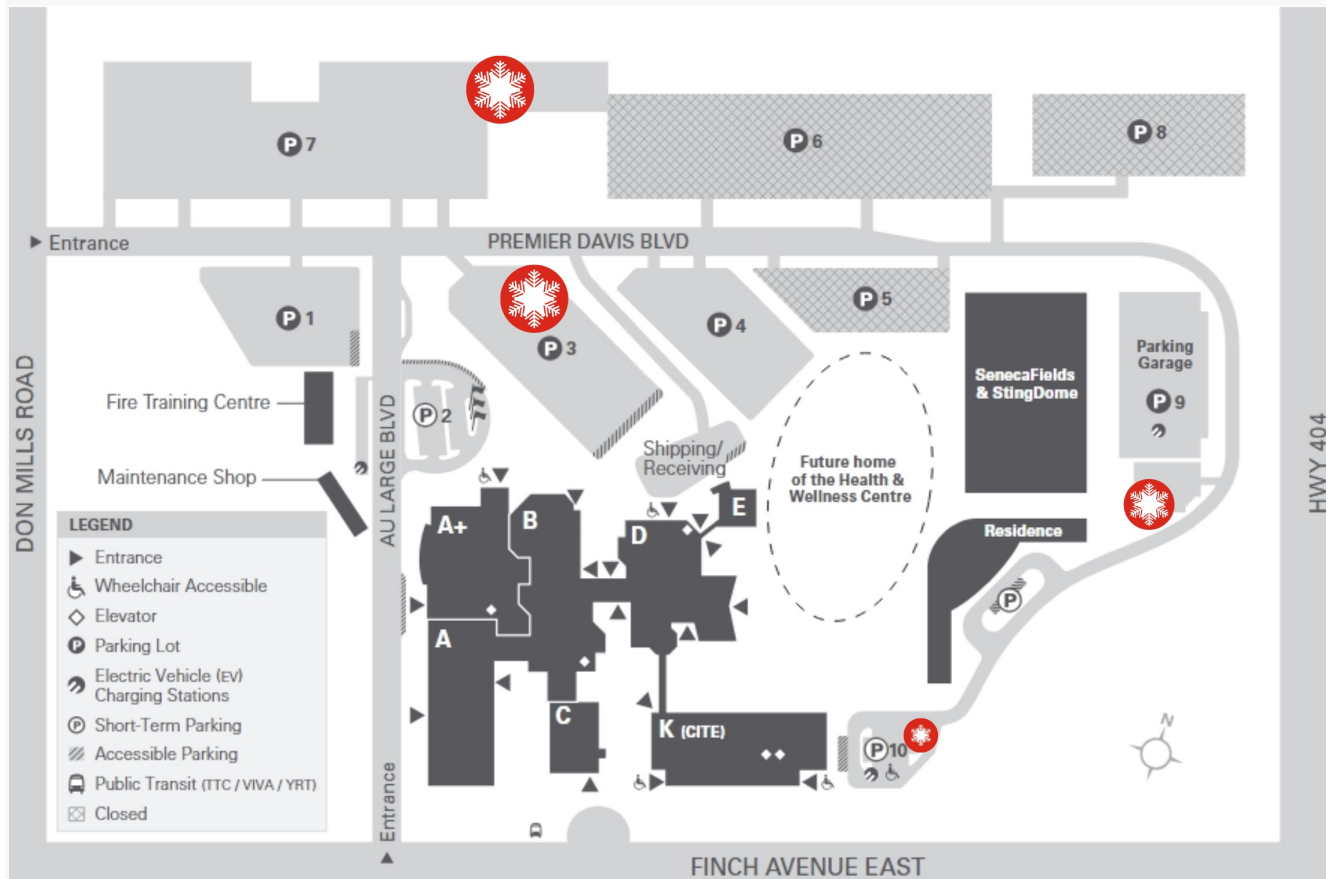 P 7
P 6
P 8
Entrance
PREMIER DAVIS BLVD
P 1
P 3
P 4
P 5
Parking
Garage
P 9
SenecaFields
& StingDome
DON MILLS ROAD
Fire Training Centre
P 2
AU LARGE BLVD
HWY 404
Maintenance Shop
Shipping/
Receiving
Future home
of the Health &
Wellness Centre
LEGEND
Entrance
Wheelchair Accessible
Elevator
P Parking Lot
Electric Vehicle (EV)
Charging Stations
P Short-Term Parking
Accessible Parking
Public Transit (TTC / VIVA / YRT)
Closed
A+
B
D
E
Residence
P
A
C
K (CITE)
P 10
N
Entrance
FINCH AVENUE EAST